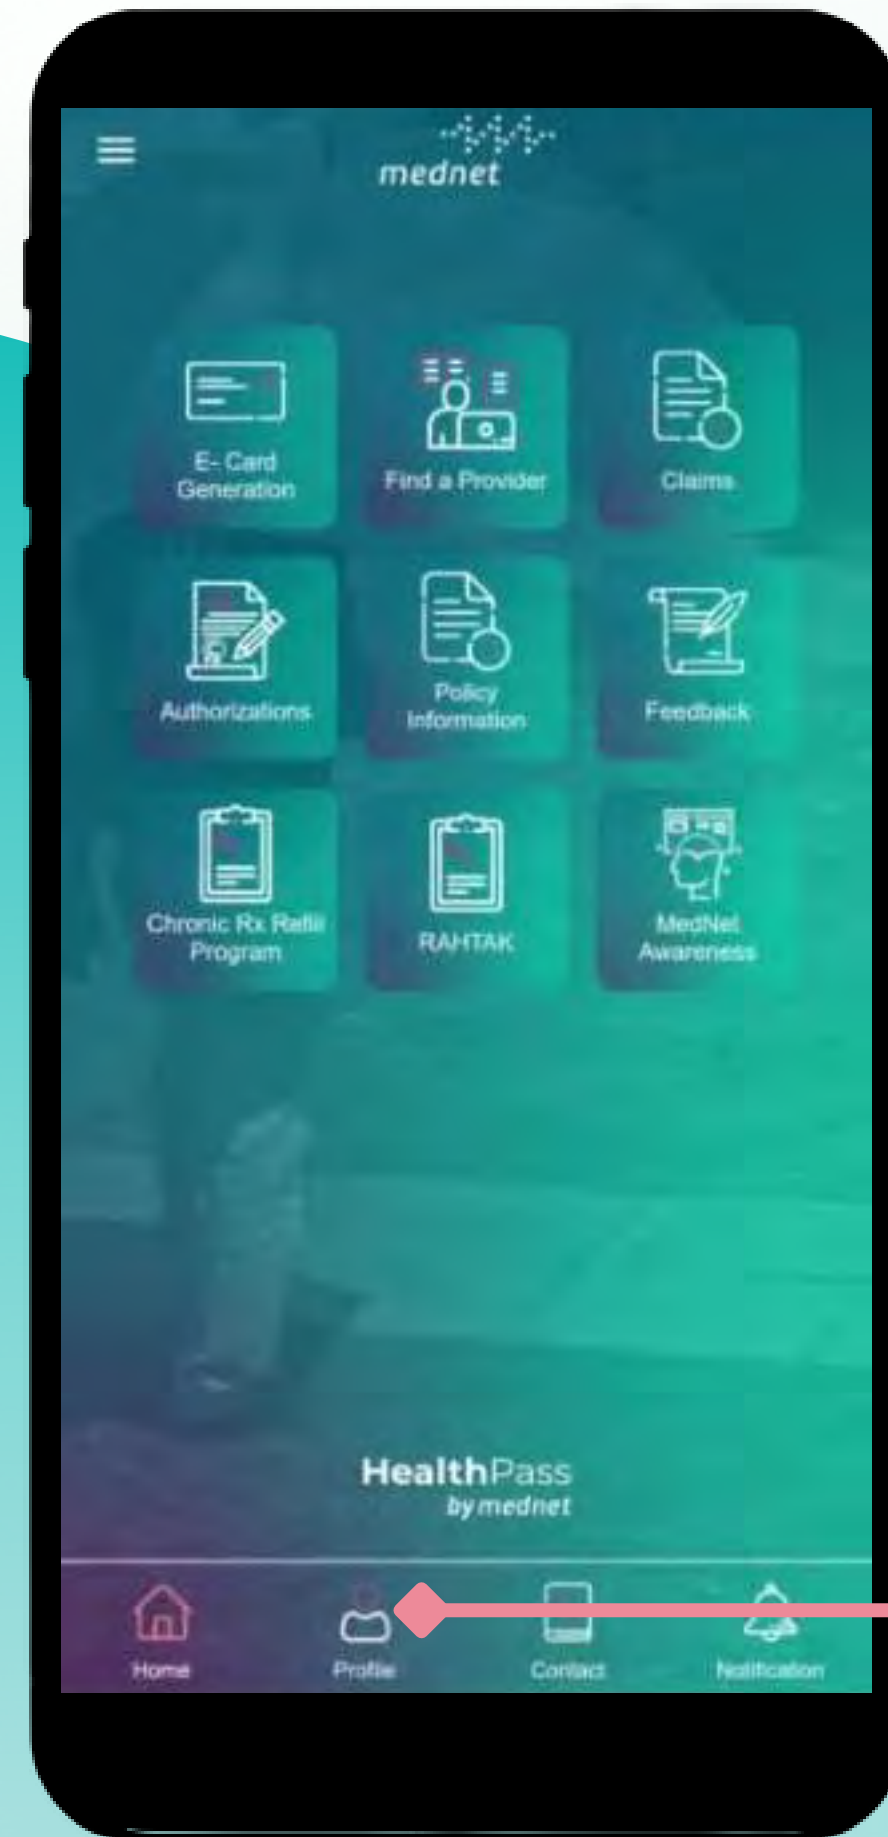 mednet
E- Card
Generation
Find a Provider
Claims
Authorizations
Policy
Information
Feedback
Chronic Rx Refill
Program
RAHTAK
MedNet
Awareness
HealthPass
by mednet
Home
Profile
Contact
Notification